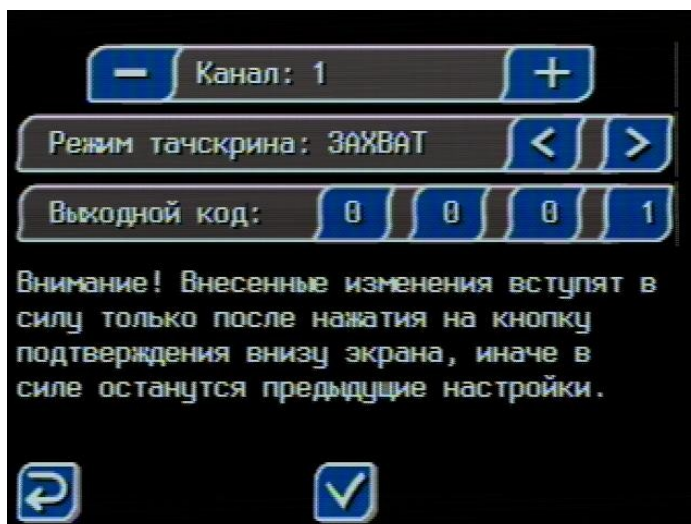 − Канал: 1 +
Режим тачскрина: ЗАХВАТ < >
Выходной код: 0 0 0 1
Внимание! Внесенные изменения вступят в
силу только после нажатия на кнопку
подтверждения внизу экрана, иначе в
силе останутся предыдущие настройки.